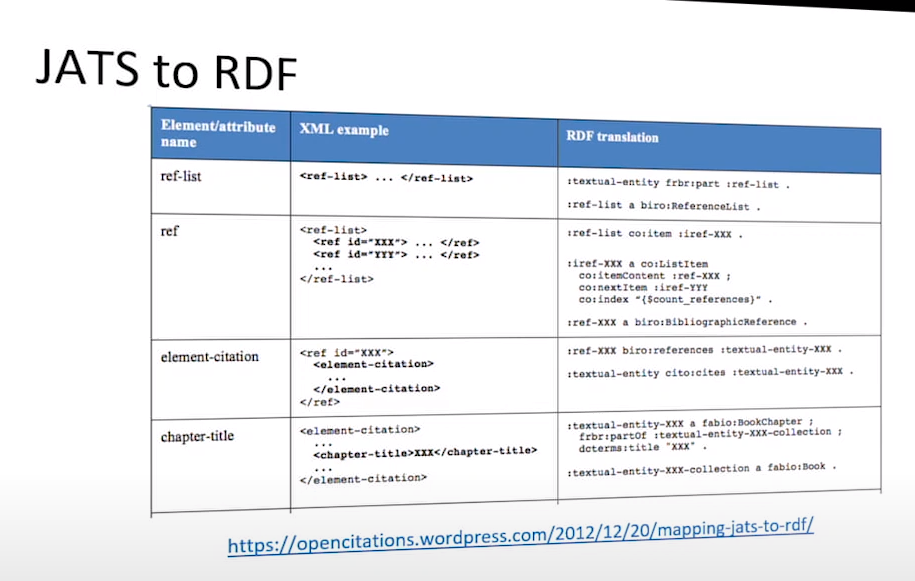 JATS to RDF
Element/attribute
name
XML example
RDF translation
ref-list
<ref-list> ... </ref-list>
:textual-entity frbr:part :ref-list .
:ref-list a biro:ReferenceList .
ref
<ref-list>
<ref id="XXX"> ... </ref>
<ref id="YYY"> ... </ref>
...
</ref-list>
:ref-list co:item :iref-XXX .
:iref-XXX a co:ListItem
co:itemContent :ref-XXX ;
co:nextItem :iref-YYY
co:index "{$count_references}" .
:ref-XXX a biro:BibliographicReference .
element-citation
<ref id="XXX">
<element-citation>
...
</element-citation>
</ref>
:ref-XXX biro:references :textual-entity-XXX .
:textual-entity cito:cites :textual-entity-XXX .
chapter-title
<element-citation>
...
<chapter-title>XXX</chapter-title>
...
</element-citation>
:textual-entity-XXX a fabio:BookChapter ;
frbr:partOf :textual-entity-XXX-collection ;
dcterms:title "XXX" .
:textual-entity-XXX-collection a fabio:Book .
https://opencitations.wordpress.com/2012/12/20/mapping-jats-to-rdf/